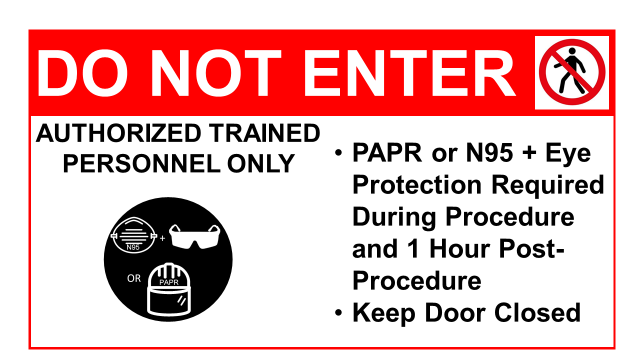 DO NOT ENTER
AUTHORIZED TRAINED
PERSONNEL ONLY
N95
+
OR
PAPR
• PAPR or N95 + Eye
Protection Required
During Procedure
and 1 Hour Post-
Procedure
• Keep Door Closed